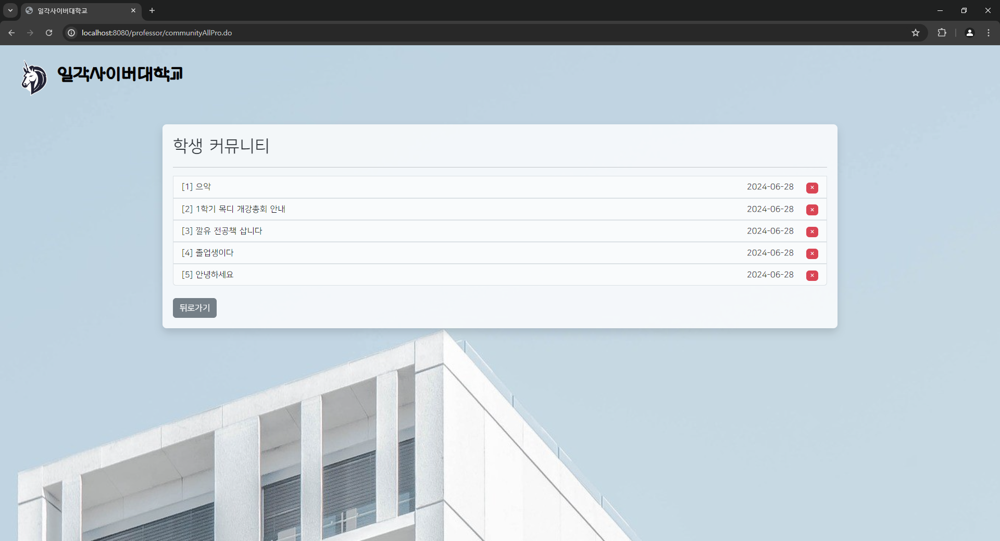 일각사이버대학교
localhost:8080/professor/communityAllPro.do
일각사이버대학교
학생 커뮤니티
[1] 으악 2024-06-28 ×
[2] 1학기 목디 개강총회 안내 2024-06-28 ×
[3] 깔유 전공책 삽니다 2024-06-28 ×
[4] 졸업생이다 2024-06-28 ×
[5] 안녕하세요 2024-06-28 ×
뒤로가기